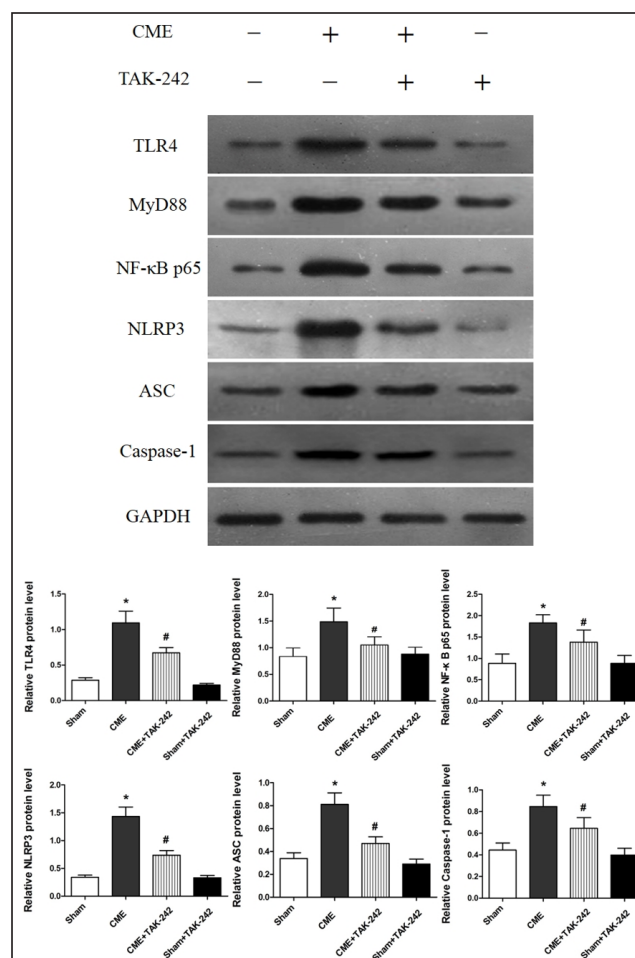 CME − + + −
TAK-242 − − + +
TLR4
MyD88
NF-κB p65
NLRP3
ASC
Caspase-1
GAPDH
Relative TLR4 protein level
1.5
1.0
0.5
0.0
*
#
Sham
CME
CME+TAK-242
Sham+TAK-242
Relative MyD88 protein level
2.0
1.5
1.0
0.5
0.0
*
#
Sham
CME
CME+TAK-242
Sham+TAK-242
Relative NF-κ B p65 protein level
2.5
2.0
1.5
1.0
0.5
0.0
*
#
Sham
CME
CME+TAK-242
Sham+TAK-242
Relative NLRP3 protein level
2.0
1.5
1.0
0.5
0.0
*
#
Sham
CME
CME+TAK-242
Sham+TAK-242
Relative ASC protein level
1.0
0.8
0.6
0.4
0.2
0.0
*
#
Sham
CME
CME+TAK-242
Sham+TAK-242
Relative Caspase-1 protein level
1.0
0.8
0.6
0.4
0.2
0.0
*
#
Sham
CME
CME+TAK-242
Sham+TAK-242